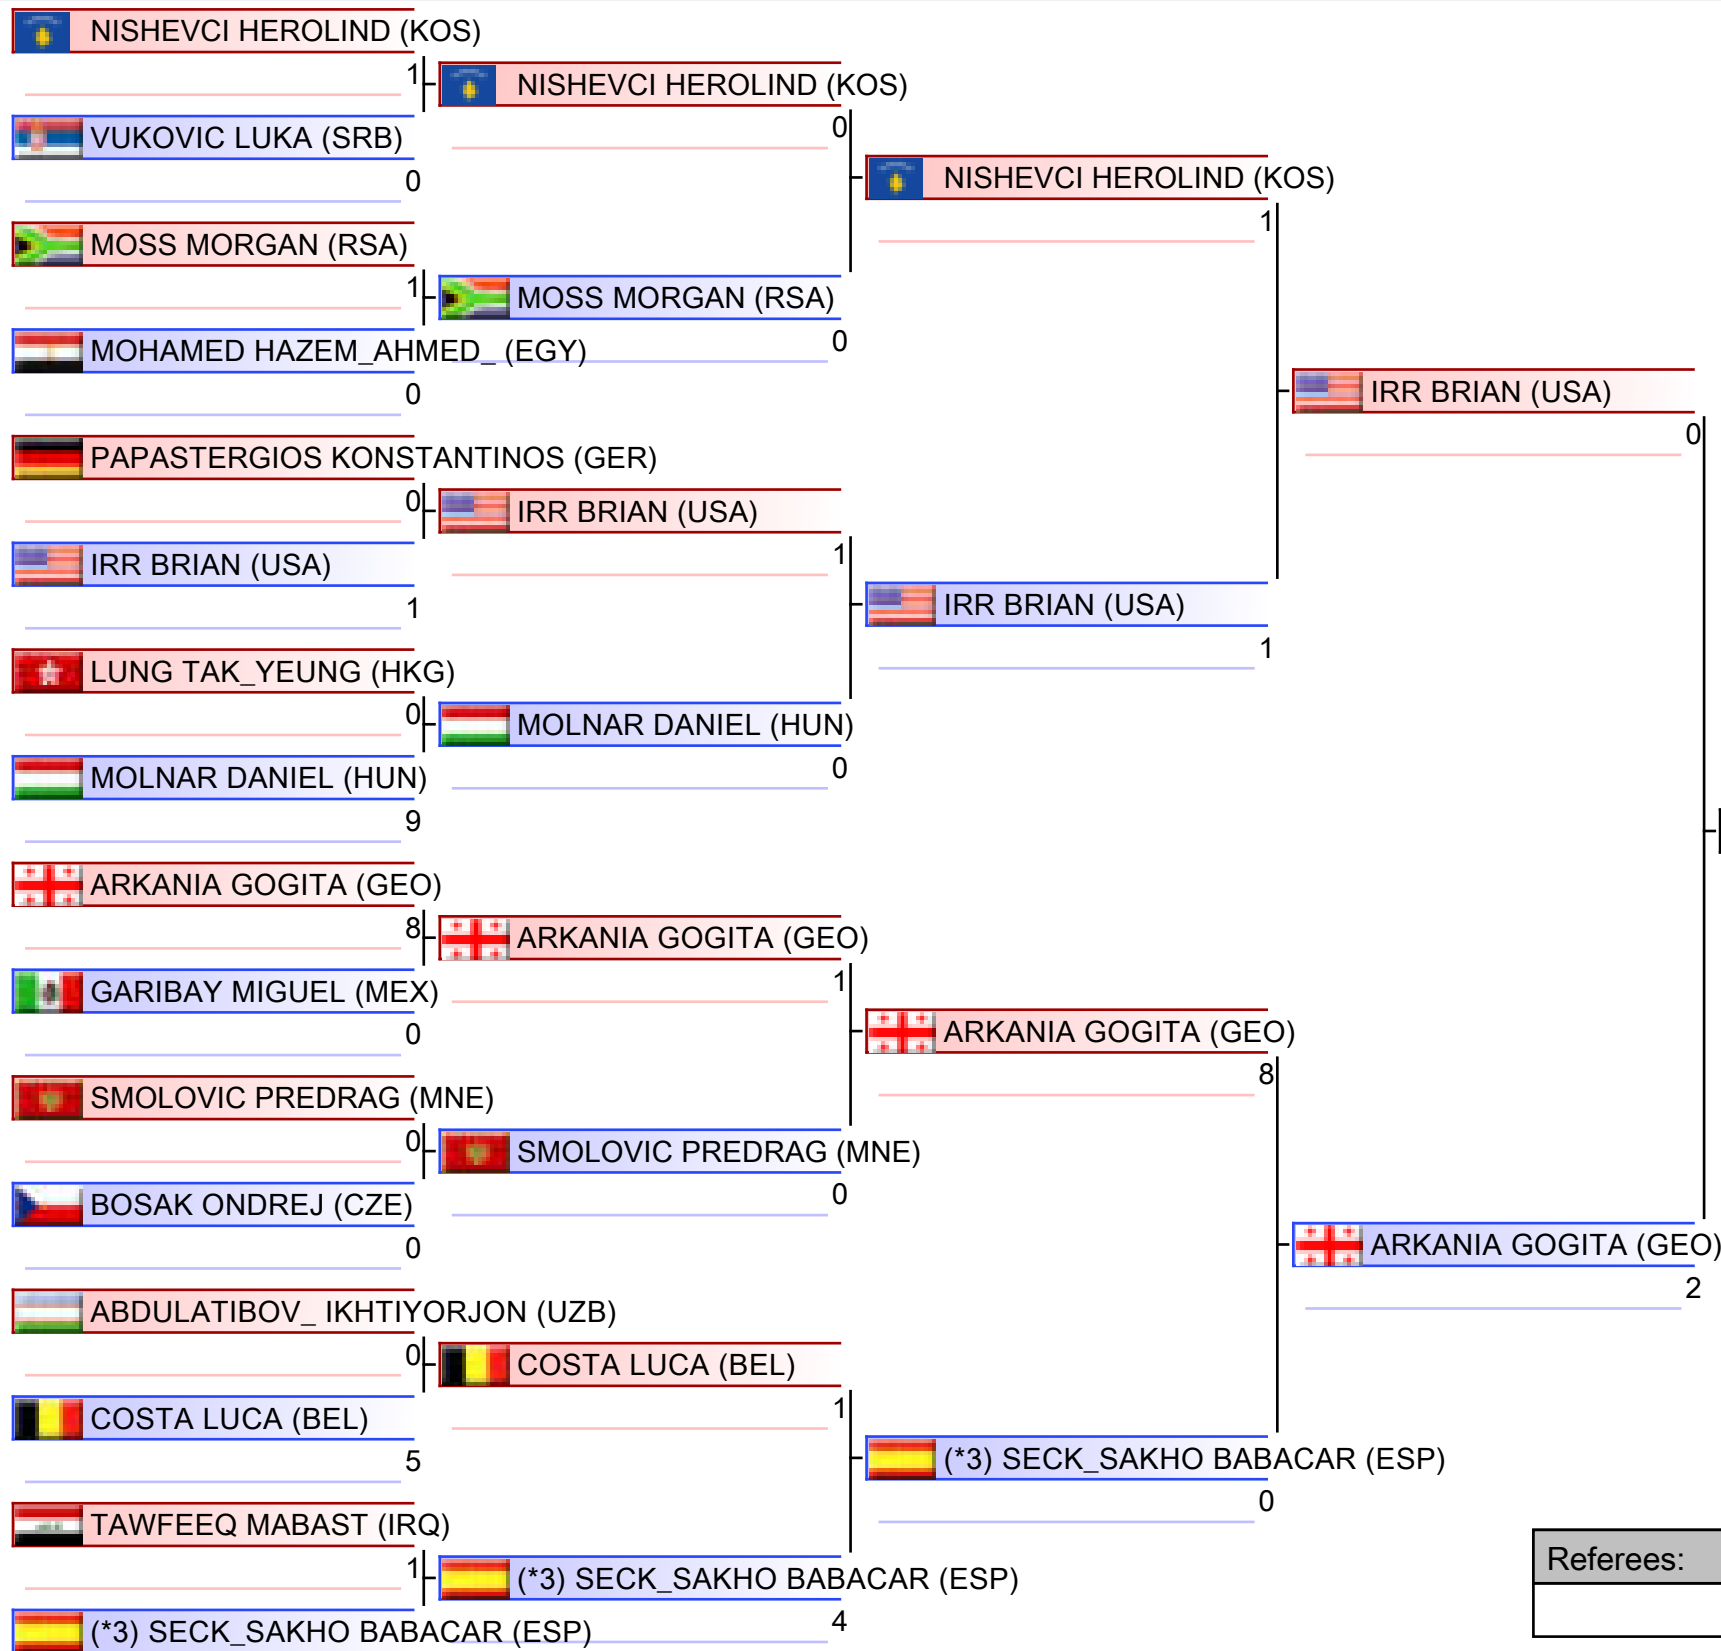 NISHEVCI HEROLIND (KOS)
1
VUKOVIC LUKA (SRB)
0
MOSS MORGAN (RSA)
1
MOHAMED HAZEM_AHMED_ (EGY)
0
PAPASTERGIOS KONSTANTINOS (GER)
0
IRR BRIAN (USA)
1
LUNG TAK_YEUNG (HKG)
0
MOLNAR DANIEL (HUN)
9
ARKANIA GOGITA (GEO)
8
GARIBAY MIGUEL (MEX)
0
SMOLOVIC PREDRAG (MNE)
0
BOSAK ONDREJ (CZE)
0
ABDULATIBOV_ IKHTIYORJON (UZB)
0
COSTA LUCA (BEL)
5
TAWFEEQ MABAST (IRQ)
1
(*3) SECK_SAKHO BABACAR (ESP)
NISHEVCI HEROLIND (KOS)
0
MOSS MORGAN (RSA)
0
IRR BRIAN (USA)
1
MOLNAR DANIEL (HUN)
0
ARKANIA GOGITA (GEO)
1
SMOLOVIC PREDRAG (MNE)
0
COSTA LUCA (BEL)
1
(*3) SECK_SAKHO BABACAR (ESP)
4
NISHEVCI HEROLIND (KOS)
1
IRR BRIAN (USA)
1
ARKANIA GOGITA (GEO)
8
(*3) SECK_SAKHO BABACAR (ESP)
0
IRR BRIAN (USA)
0
ARKANIA GOGITA (GEO)
2
Referees: